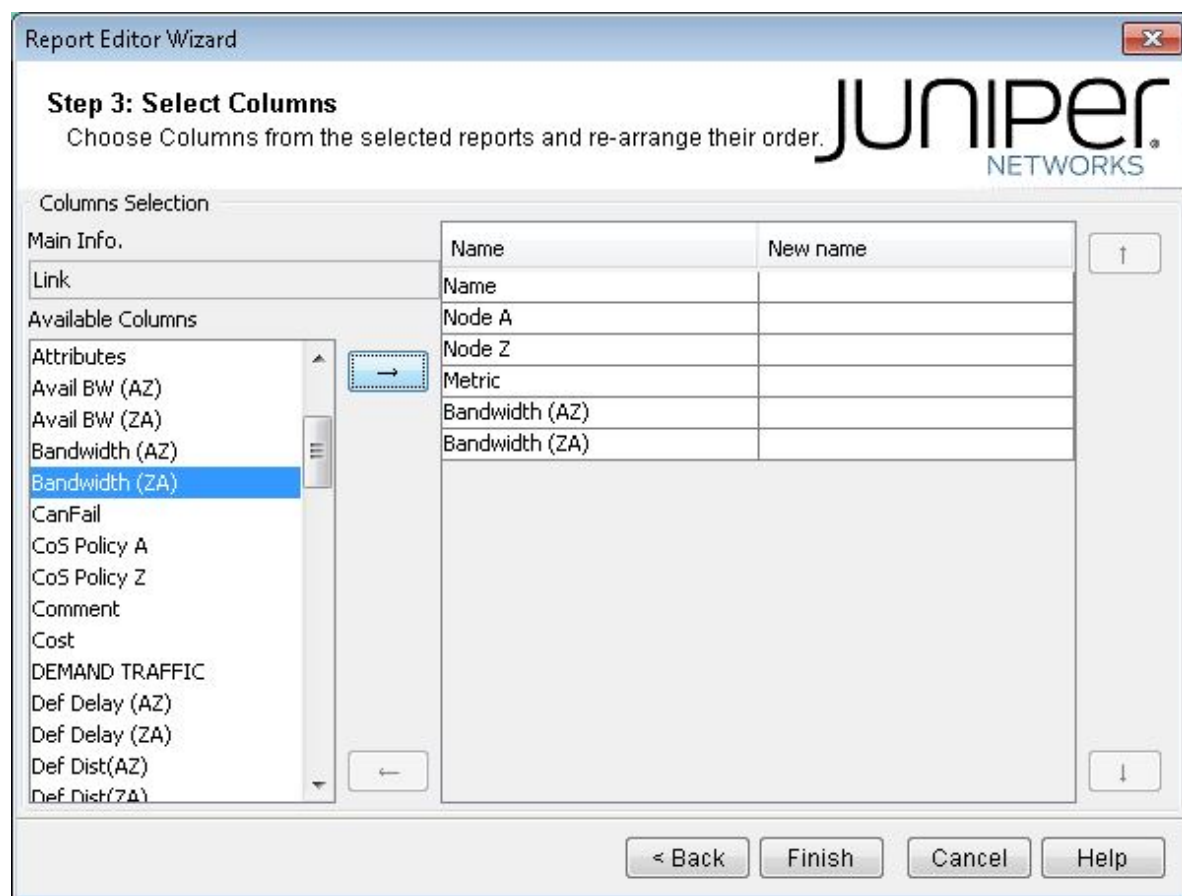 Report Editor Wizard
Step 3: Select Columns
Choose Columns from the selected reports and re-arrange their order.
JUNIPER
NETWORKS
Columns Selection
Main Info.
Link
Available Columns
Attributes
Avail BW (AZ)
Avail BW (ZA)
Bandwidth (AZ)
Bandwidth (ZA)
CanFail
CoS Policy A
CoS Policy Z
Comment
Cost
DEMAND TRAFFIC
Def Delay (AZ)
Def Delay (ZA)
Def Dist(AZ)
Def Dist(ZA)
→
←
Name New name
Name
Node A
Node Z
Metric
Bandwidth (AZ)
Bandwidth (ZA)
↑
↓
< Back Finish Cancel Help